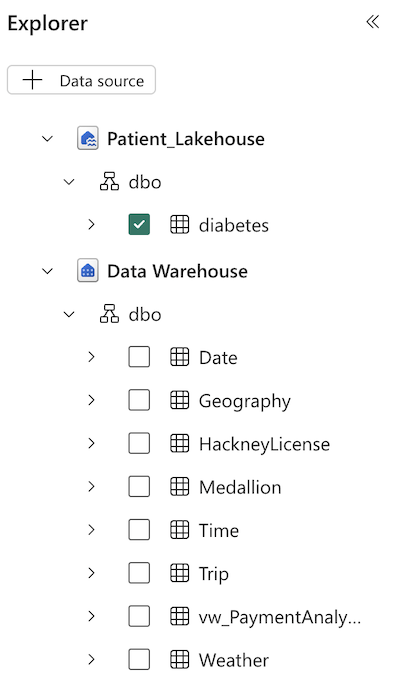 Explorer
Data source
Patient_Lakehouse
dbo
diabetes
Data Warehouse
dbo
Date
Geography
HackneyLicense
Medallion
Time
Trip
vw_PaymentAnaly...
Weather